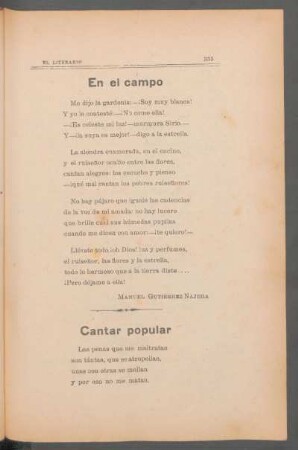 EL LITERARIO
En el campo
Me dijo la gardenia:—Soy muy blanca!
Y yo le contesté:—No como ella!
—Es celeste mi luz!—murmura Sirio—
Y—la suya es mejor!—digo a la estrella.
La alondra enamorada, en el cortijo,
y el ruiseñor oculto entre las flores,
cantan alegres: los escucho y pienso
—¡qué mal cantan los pobres ruiseñores!
No hay pájaro que iguale las cadencias
de la voz de mi amada: no hay lucero
que brille cual sus húmedas pupilas
cuando me dicen con amor:—¡te quiero!—
Llévate todo ¡oh Dios! luz y perfumes,
el ruiseñor, las flores y la estrella,
todo lo hermoso que a la tierra diste ....
¡Pero déjame a ella!
MANUEL GUTIERREZ NAJERA
Cantar popular
Las penas que me maltratan
son tantas, que se atropellan,
unas con otras se mellan
y por eso no me matan.